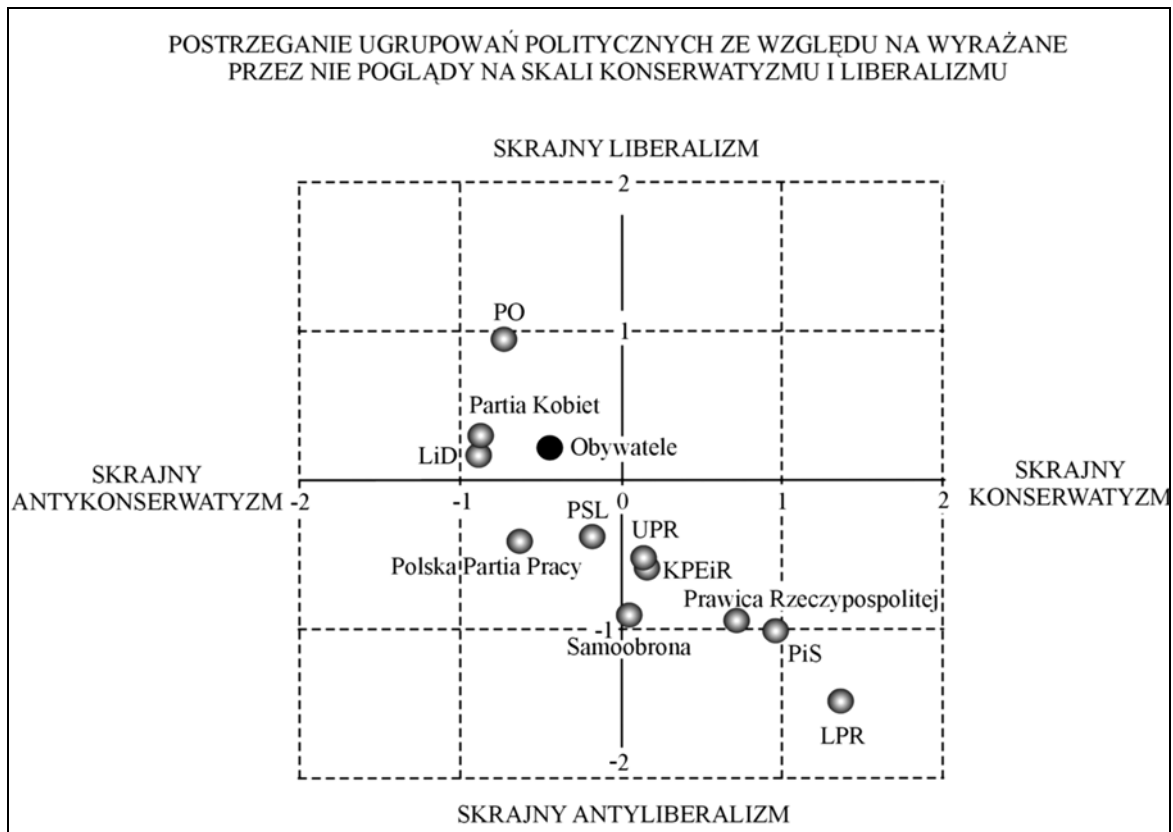 POSTRZEGANIE UGRUPOWAŃ POLITYCZNYCH ZE WZGLĘDU NA WYRAŻANE
PRZEZ NIE POGLĄDY NA SKALI KONSERWATYZMU I LIBERALIZMU
SKRAJNY LIBERALIZM
2
PO
1
Partia Kobiet
Obywatele
LiD
SKRAJNY
ANTYKONSERWATYZM
-2
-1
0
1
2
SKRAJNY
KONSERWATYZM
PSL
UPR
Polska Partia Pracy
KPEiR
Prawica Rzeczypospolitej
-1
Samoobrona
PiS
LPR
-2
SKRAJNY ANTYLIBERALIZM